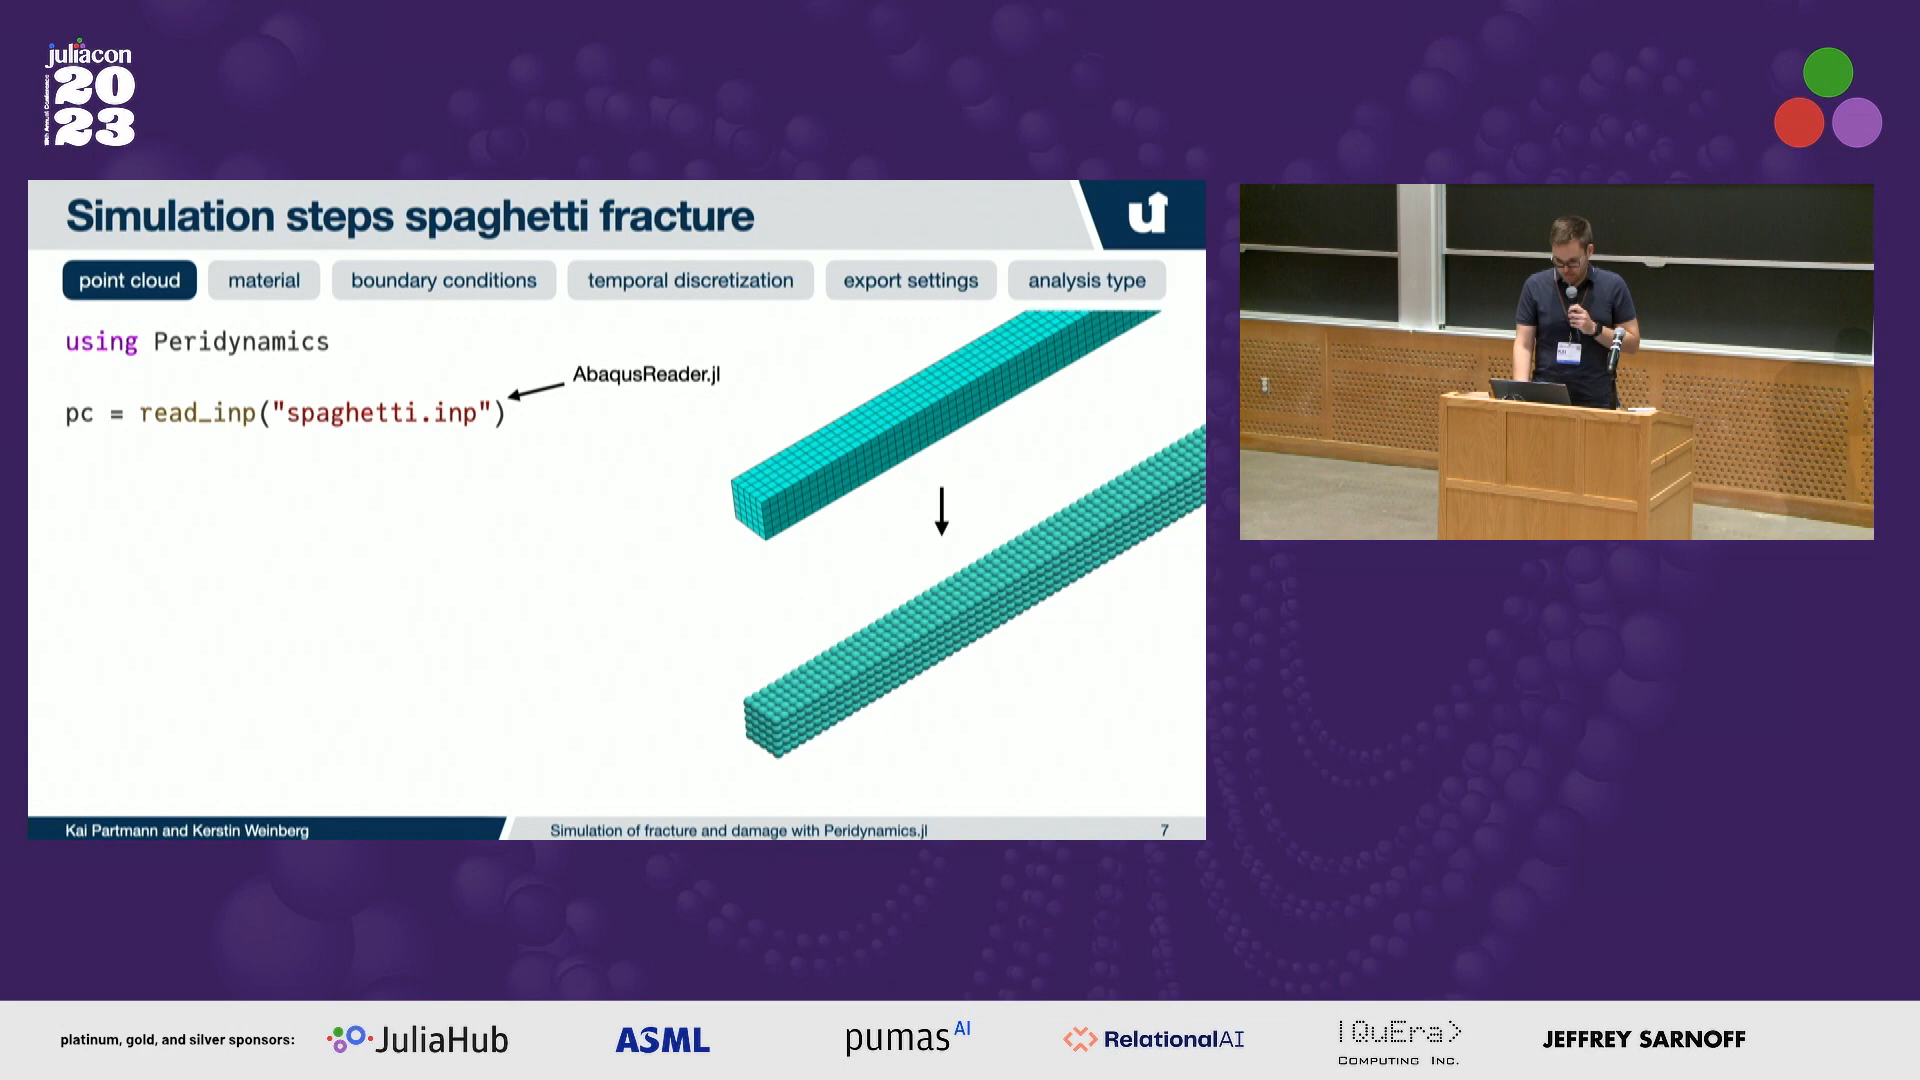 juliacon
20
23
Simulation steps spaghetti fracture
point cloud
material
boundary conditions
temporal discretization
export settings
analysis type
using Peridynamics
AbaqusReader.jl
pc = read_inp("spaghetti.inp")
Kai Partmann and Kerstin Weinberg
Simulation of fracture and damage with Peridynamics.jl
7
platinum, gold, and silver sponsors:
JuliaHub
ASML
pumas AI
RelationalAI
|QuEra>
COMPUTING INC.
JEFFREY SARNOFF